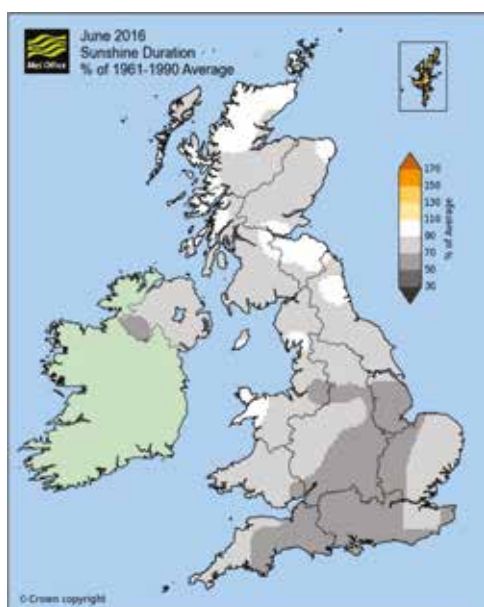 Met Office
June 2016
Sunshine Duration
% of 1961-1990 Average
170
150
130
110
90
70
50
30
% of Average
© Crown copyright